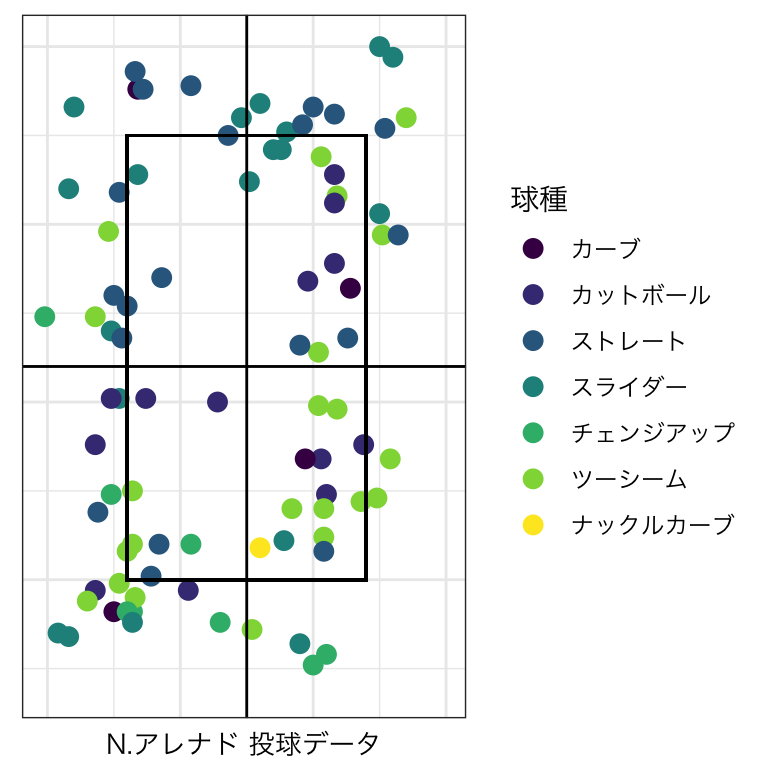 球種
カーブ
カットボール
ストレート
スライダー
チェンジアップ
ツーシーム
ナックルカーブ
N.アレナド 投球データ